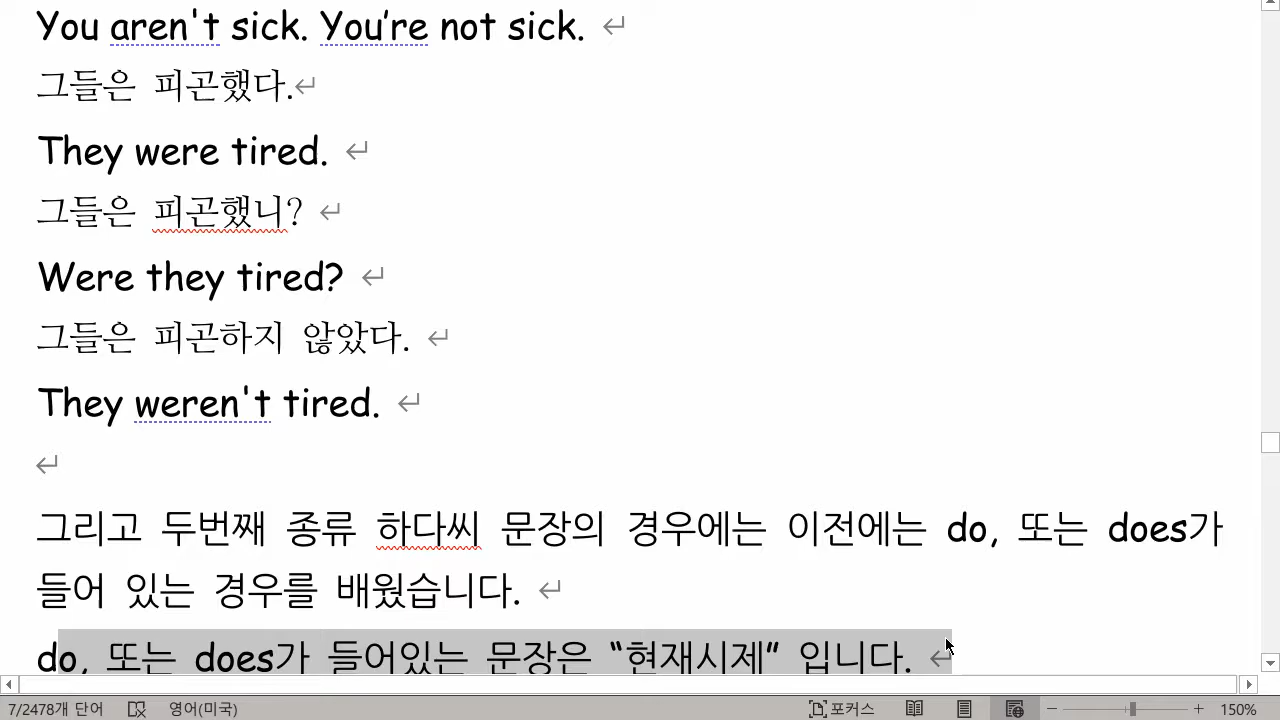 You aren't sick. You're not sick.
그들은 피곤했다.
They were tired.
그들은 피곤했니?
Were they tired?
그들은 피곤하지 않았다.
They weren't tired.
그리고 두번째 종류 하다씨 문장의 경우에는 이전에는 do, 또는 does가
들어 있는 경우를 배웠습니다.
do, 또는 does가 들어있는 문장은 “현재시제” 입니다.
7/2478개 단어 영어(미국) 포커스 150%